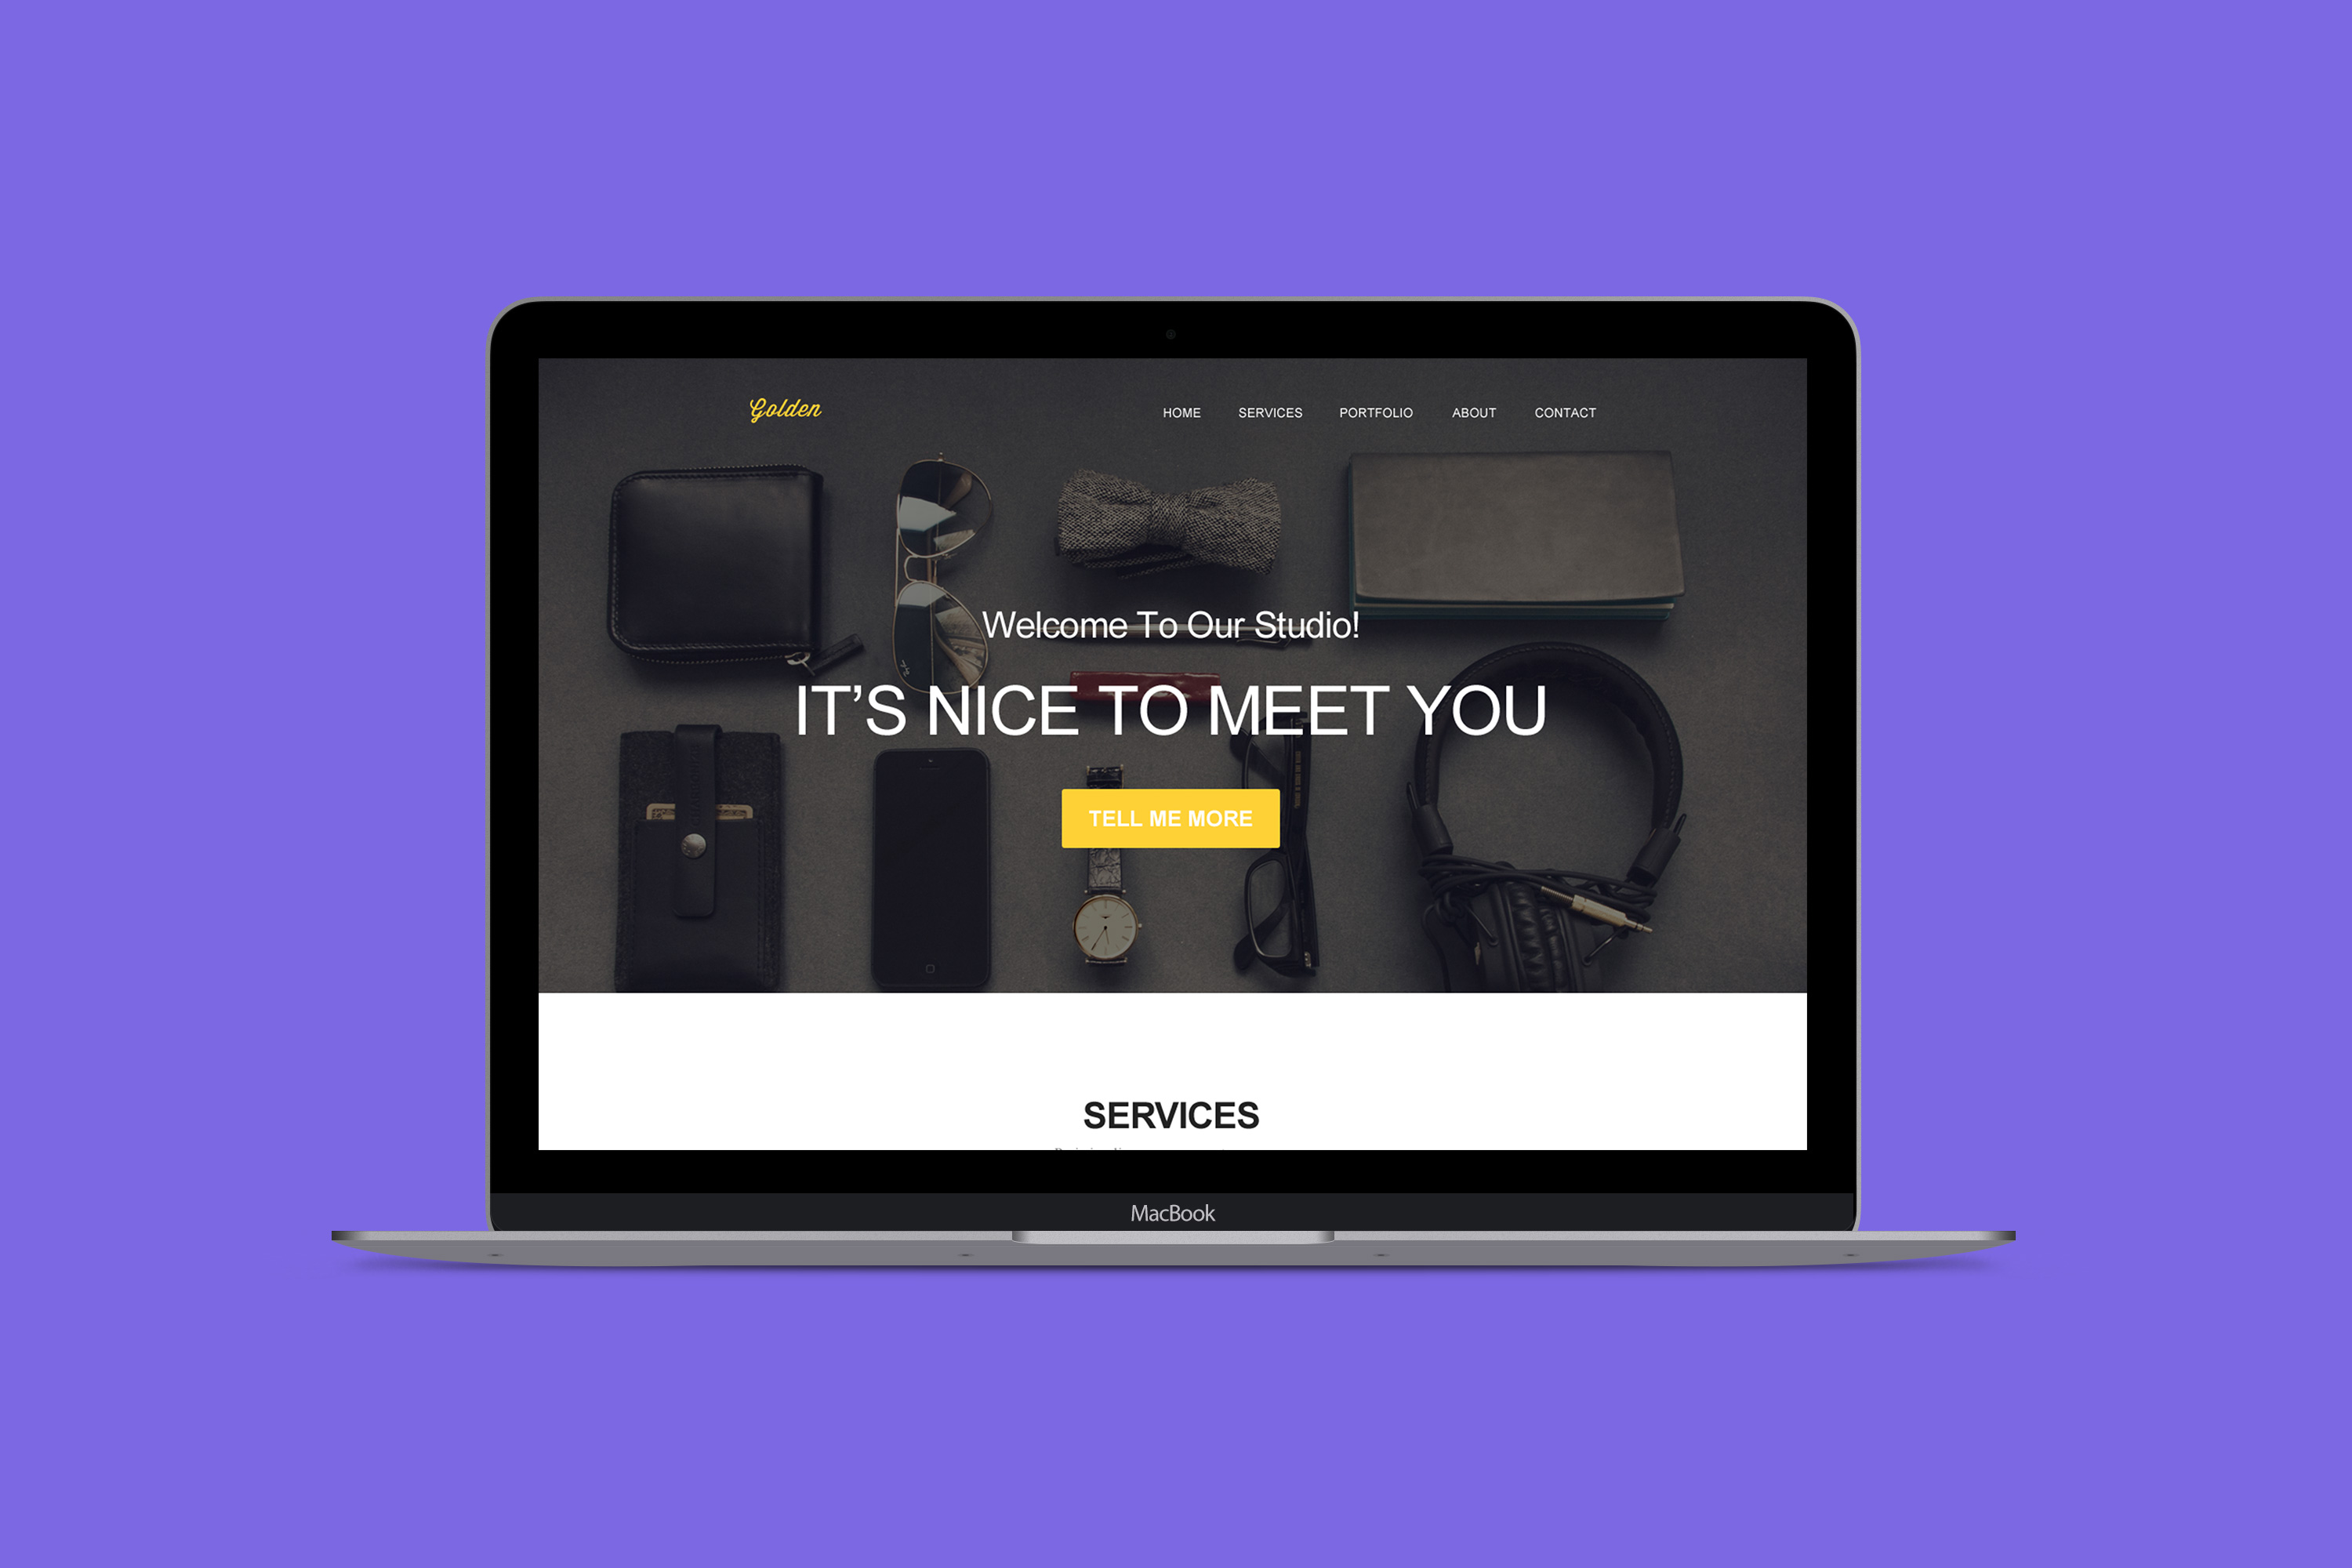 Golden
HOME SERVICES PORTFOLIO ABOUT CONTACT
Welcome To Our Studio!
IT’S NICE TO MEET YOU
TELL ME MORE
SERVICES
MacBook